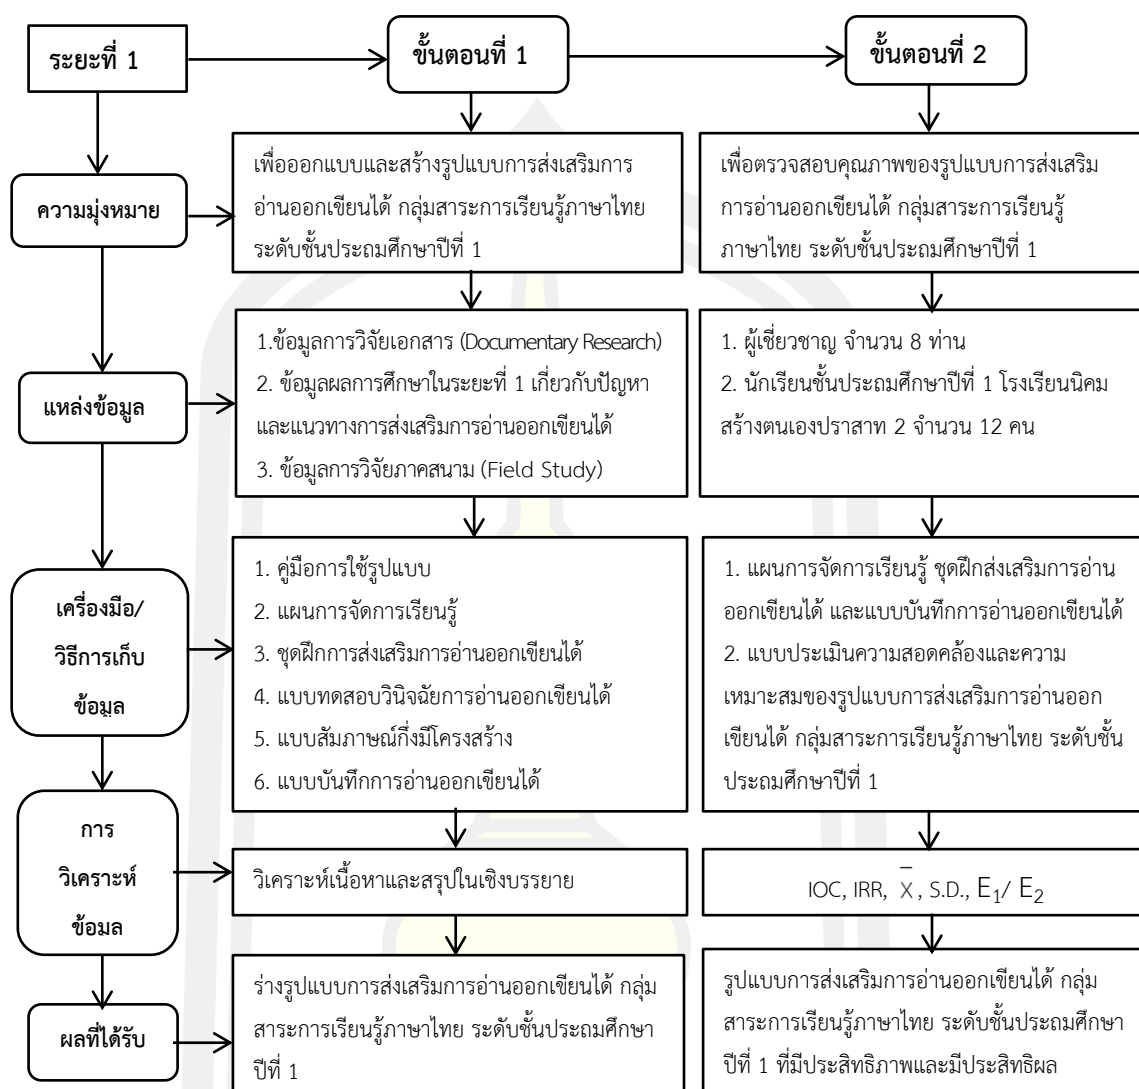 ระยะที่ 1
ขั้นตอนที่ 1
ขั้นตอนที่ 2
ความมุ่งหมาย
เพื่อออกแบบและสร้างรูปแบบการส่งเสริมการ
อ่านออกเขียนได้ กลุ่มสาระการเรียนรู้ภาษาไทย
ระดับชั้นประถมศึกษาปีที่ 1
เพื่อตรวจสอบคุณภาพของรูปแบบการส่งเสริม
การอ่านออกเขียนได้ กลุ่มสาระการเรียนรู้
ภาษาไทย ระดับชั้นประถมศึกษาปีที่ 1
แหล่งข้อมูล
1.ข้อมูลการวิจัยเอกสาร (Documentary Research)
2. ข้อมูลผลการศึกษาในระยะที่ 1 เกี่ยวกับปัญหา
และแนวทางการส่งเสริมการอ่านออกเขียนได้
3. ข้อมูลการวิจัยภาคสนาม (Field Study)
1. ผู้เชี่ยวชาญ จำนวน 8 ท่าน
2. นักเรียนชั้นประถมศึกษาปีที่ 1 โรงเรียนนิคม
สร้างตนเองปราสาท 2 จำนวน 12 คน
เครื่องมือ/
วิธีการเก็บ
ข้อมูล
1. คู่มือการใช้รูปแบบ
2. แผนการจัดการเรียนรู้
3. ชุดฝึกการส่งเสริมการอ่านออกเขียนได้
4. แบบทดสอบวินิจฉัยการอ่านออกเขียนได้
5. แบบสัมภาษณ์กึ่งมีโครงสร้าง
6. แบบบันทึกการอ่านออกเขียนได้
1. แผนการจัดการเรียนรู้ ชุดฝึกส่งเสริมการอ่าน
ออกเขียนได้ และแบบบันทึกการอ่านออกเขียนได้
2. แบบประเมินความสอดคล้องและความ
เหมาะสมของรูปแบบการส่งเสริมการอ่านออก
เขียนได้ กลุ่มสาระการเรียนรู้ภาษาไทย ระดับชั้น
ประถมศึกษาปีที่ 1
การ
วิเคราะห์
ข้อมล
วิเคราะห์เนื้อหาและสรุปในเชิงบรรยาย
IOC, IRR, x̄, S.D., E₁/ E₂
ผลที่ได้รับ
ร่างรูปแบบการส่งเสริมการอ่านออกเขียนได้ กลุ่ม
สาระการเรียนรู้ภาษาไทย ระดับชั้นประถมศึกษา
ปีที่ 1
รูปแบบการส่งเสริมการอ่านออกเขียนได้ กลุ่ม
สาระการเรียนรู้ภาษาไทย ระดับชั้นประถมศึกษา
ปีที่ 1 ที่มีประสิทธิภาพและมีประสิทธิผล